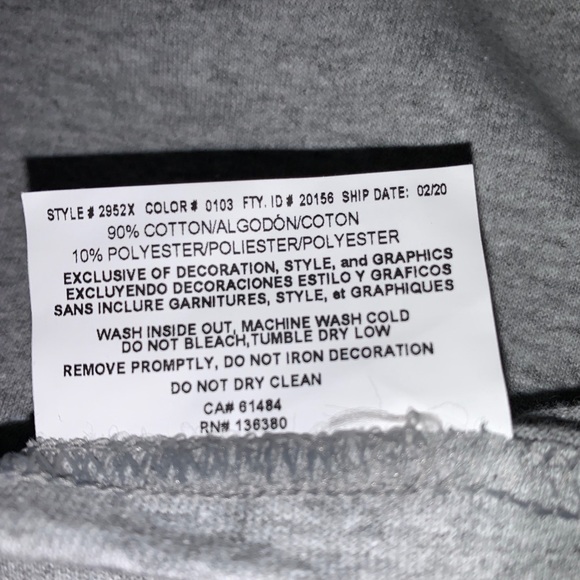 STYLE # 2952X COLOR# 0103 FTY. ID # 20156 SHIP DATE: 02/20
90% COTTON/ALGODÓN/COTON
10% POLYESTER/POLIESTER/POLYESTER
EXCLUSIVE OF DECORATION, STYLE, and GRAPHICS
EXCLUYENDO DECORACIONES ESTILO Y GRAFICOS
SANS INCLURE GARNITURES, STYLE, et GRAPHIQUES
WASH INSIDE OUT, MACHINE WASH COLD
DO NOT BLEACH,TUMBLE DRY LOW
REMOVE PROMPTLY, DO NOT IRON DECORATION
DO NOT DRY CLEAN
CA# 61484
RN# 136380